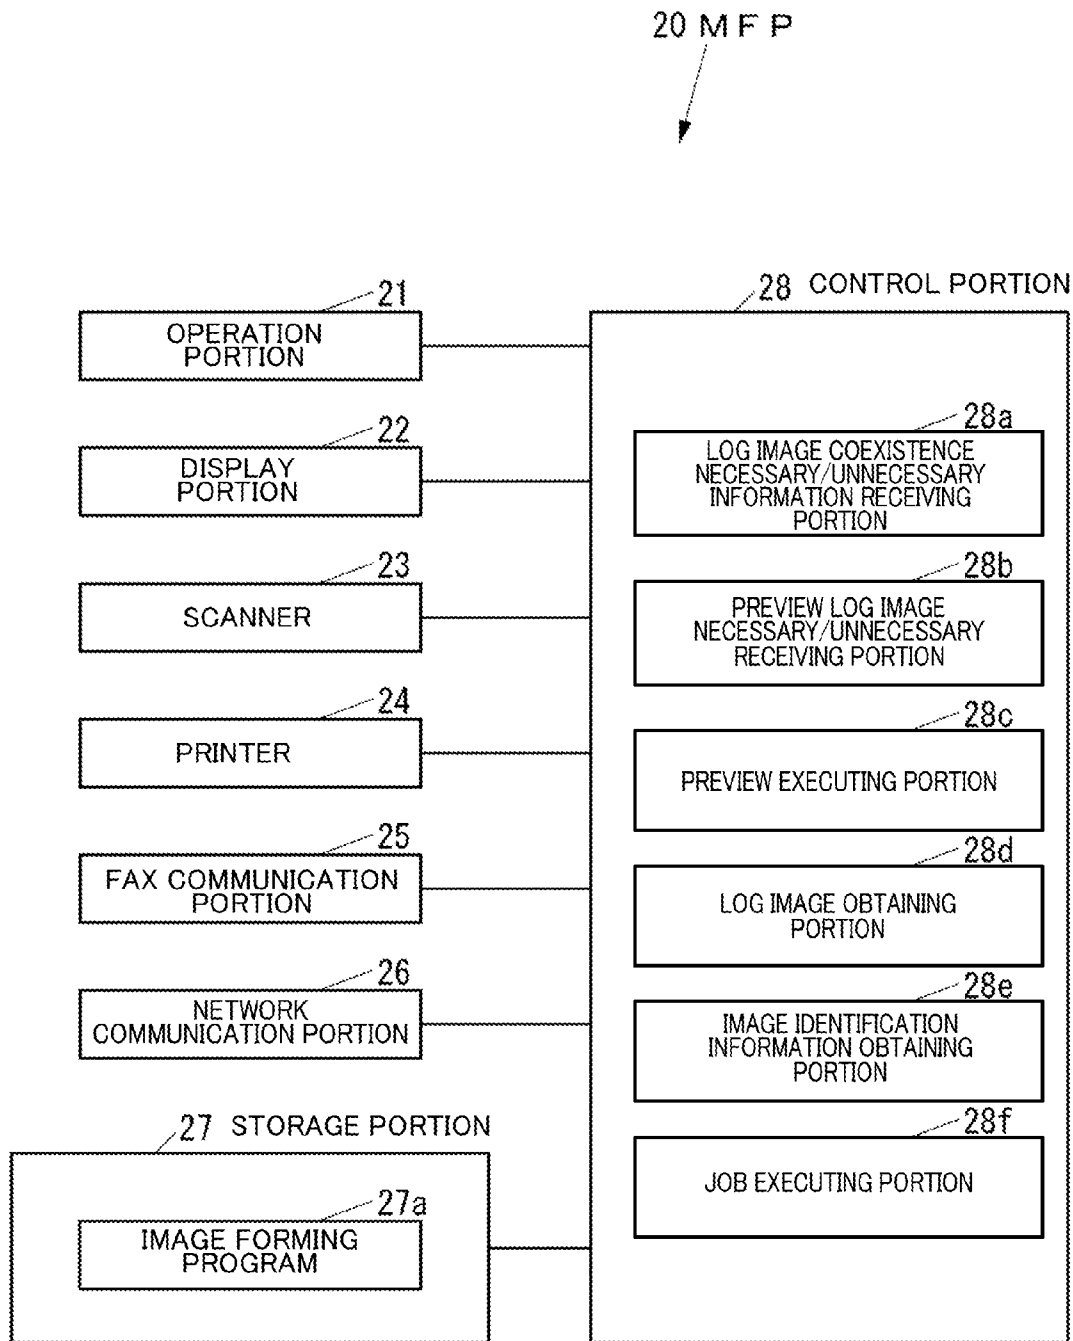 20 MFP
21
OPERATION
PORTION
22
DISPLAY
PORTION
23
SCANNER
24
PRINTER
25
FAX COMMUNICATION
PORTION
26
NETWORK
COMMUNICATION PORTION
27 STORAGE PORTION
27a
IMAGE FORMING
PROGRAM
28 CONTROL PORTION
28a
LOG IMAGE COEXISTENCE
NECESSARY/UNNECESSARY
INFORMATION RECEIVING
PORTION
28b
PREVIEW LOG IMAGE
NECESSARY/UNNECESSARY
RECEIVING PORTION
28c
PREVIEW EXECUTING PORTION
28d
LOG IMAGE OBTAINING
PORTION
28e
IMAGE IDENTIFICATION
INFORMATION OBTAINING
PORTION
28f
JOB EXECUTING PORTION